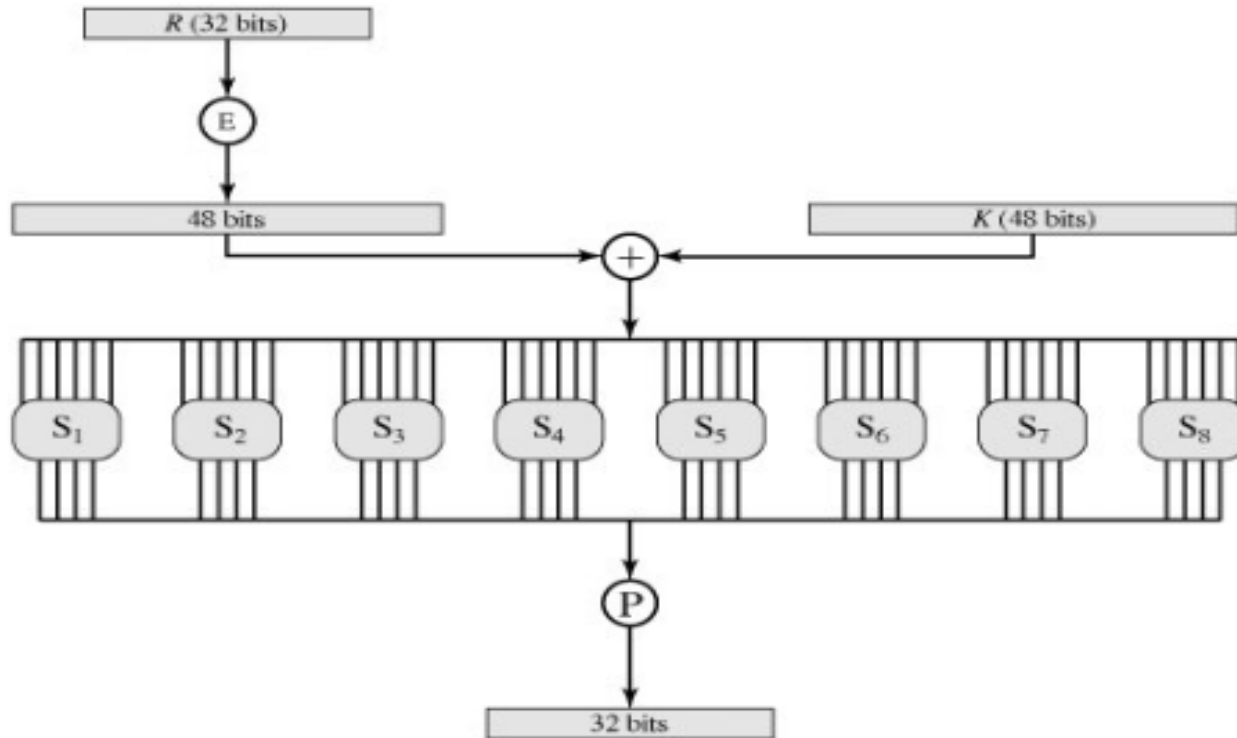 R (32 bits)
E
48 bits
K (48 bits)
+
S₁ S₂ S₃ S₄ S₅ S₆ S₇ S₈
P
32 bits